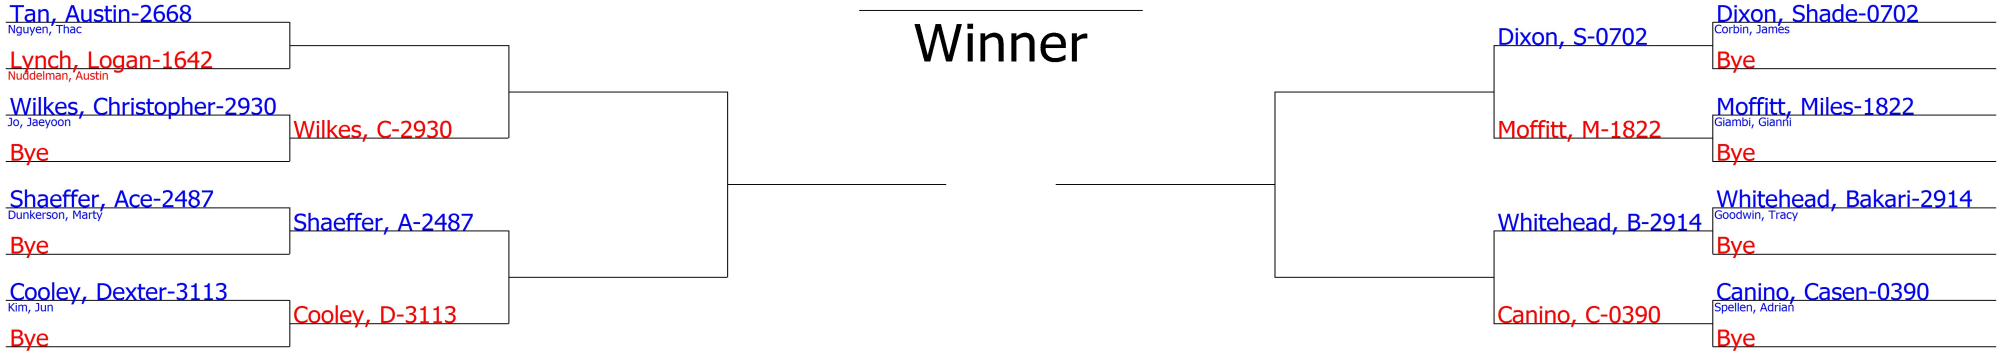 Tan, Austin-2668
Nguyen, Thac
Lynch, Logan-1642
Nuddelman, Austin
Wilkes, Christopher-2930
Jo, Jaeyoon
Bye
Shaeffer, Ace-2487
Dunkerson, Marty
Bye
Cooley, Dexter-3113
Kim, Jun
Bye
Wilkes, C-2930
Shaeffer, A-2487
Cooley, D-3113
Winner
Dixon, S-0702
Moffitt, M-1822
Whitehead, B-2914
Canino, C-0390
Dixon, Shade-0702
Corbin, James
Bye
Moffitt, Miles-1822
Giambi, Gianni
Bye
Whitehead, Bakari-2914
Goodwin, Tracy
Bye
Canino, Casen-0390
Spellen, Adrian
Bye